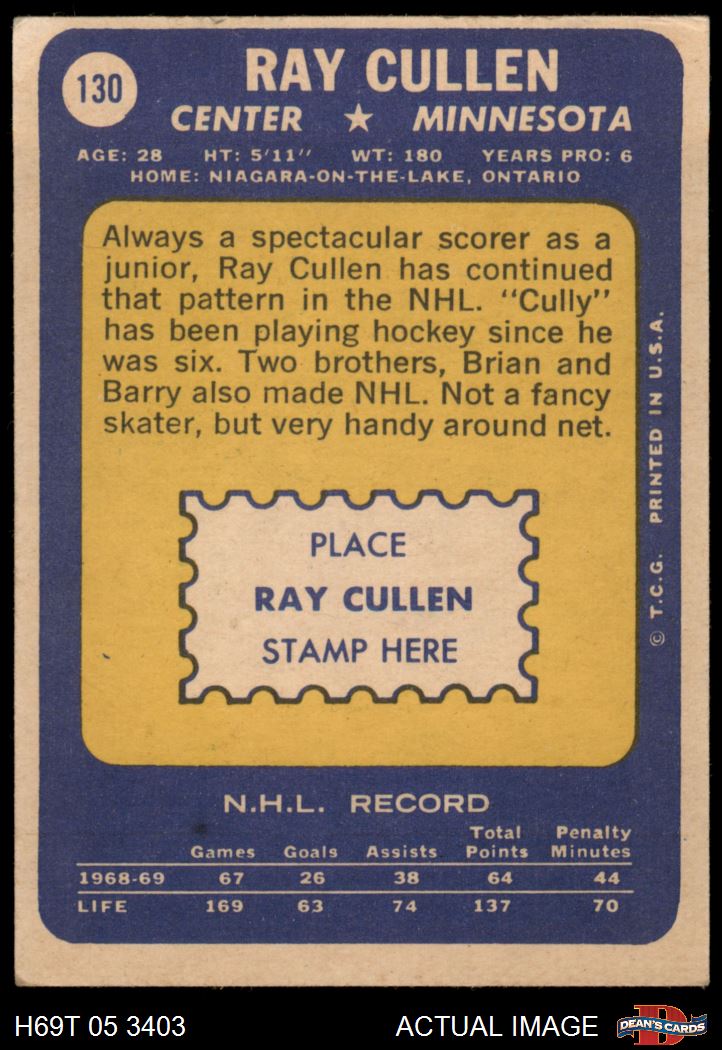 130
RAY CULLEN
CENTER ★ MINNESOTA
AGE: 28 HT: 5'11" WT: 180 YEARS PRO: 6
HOME: NIAGARA-ON-THE-LAKE, ONTARIO
Always a spectacular scorer as a
junior, Ray Cullen has continued
that pattern in the NHL. "Cully"
has been playing hockey since he
was six. Two brothers, Brian and
Barry also made NHL. Not a fancy
skater, but very handy around net.
PLACE
RAY CULLEN
STAMP HERE
© T.C.G. PRINTED IN U.S.A.
N.H.L. RECORD
Games Goals Assists Total Points Penalty Minutes
1968-69 67 26 38 64 44
LIFE 169 63 74 137 70
H69T 05 3403 ACTUAL IMAGE D DEAN'S CARDS